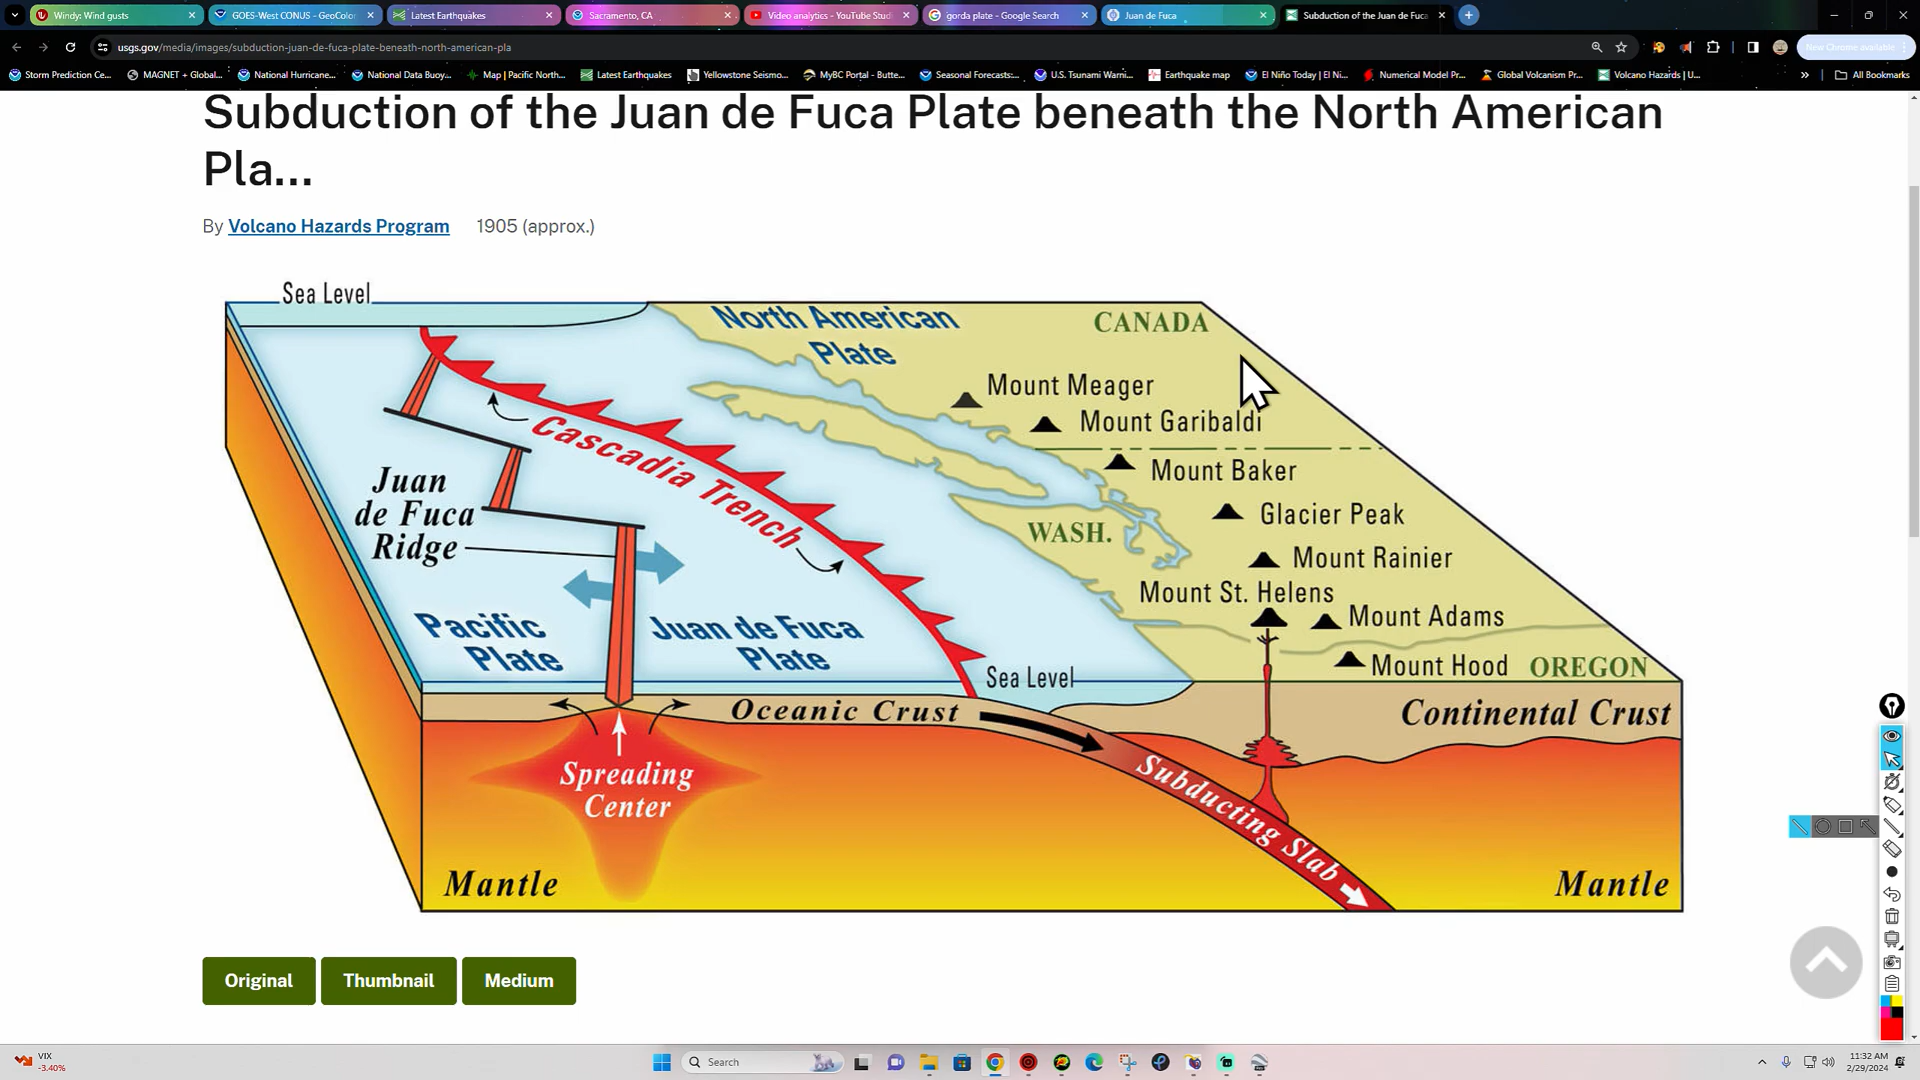 Windy: Wind gusts
GOES-West CONUS - GeoColor
Latest Earthquakes
Sacramento, CA
Video analytics - YouTube Stud
gorda plate - Google Search
Juan de Fuca
Subduction of the Juan de Fuca
usgs.gov/media/images/subduction-juan-de-fuca-plate-beneath-north-american-pla
New Chrome available
Storm Prediction Ce...
MAGNET + Global...
National Hurricane...
National Data Buoy...
Map | Pacific North...
Latest Earthquakes
Yellowstone Seismo...
MyBC Portal - Butte...
Seasonal Forecasts:...
U.S. Tsunami Warni...
Earthquake map
El Niño Today | El Ni...
Numerical Model Pr...
Global Volcanism Pr...
Volcano Hazards | U...
All Bookmarks
Subduction of the Juan de Fuca Plate beneath the North American
Pla...
By Volcano Hazards Program 1905 (approx.)
Sea Level
North American
Plate
CANADA
Mount Meager
Mount Garibaldi
Cascadia Trench
Mount Baker
Juan
de Fuca
Ridge
Glacier Peak
WASH.
Mount Rainier
Mount St. Helens
Mount Adams
Pacific
Plate
Juan de Fuca
Plate
Mount Hood
OREGON
Sea Level
Oceanic Crust
Continental Crust
Spreading
Center
Subducting Slab
Mantle
Mantle
Original
Thumbnail
Medium
VIX
-3.40%
Search
11:32 AM
2/29/2024